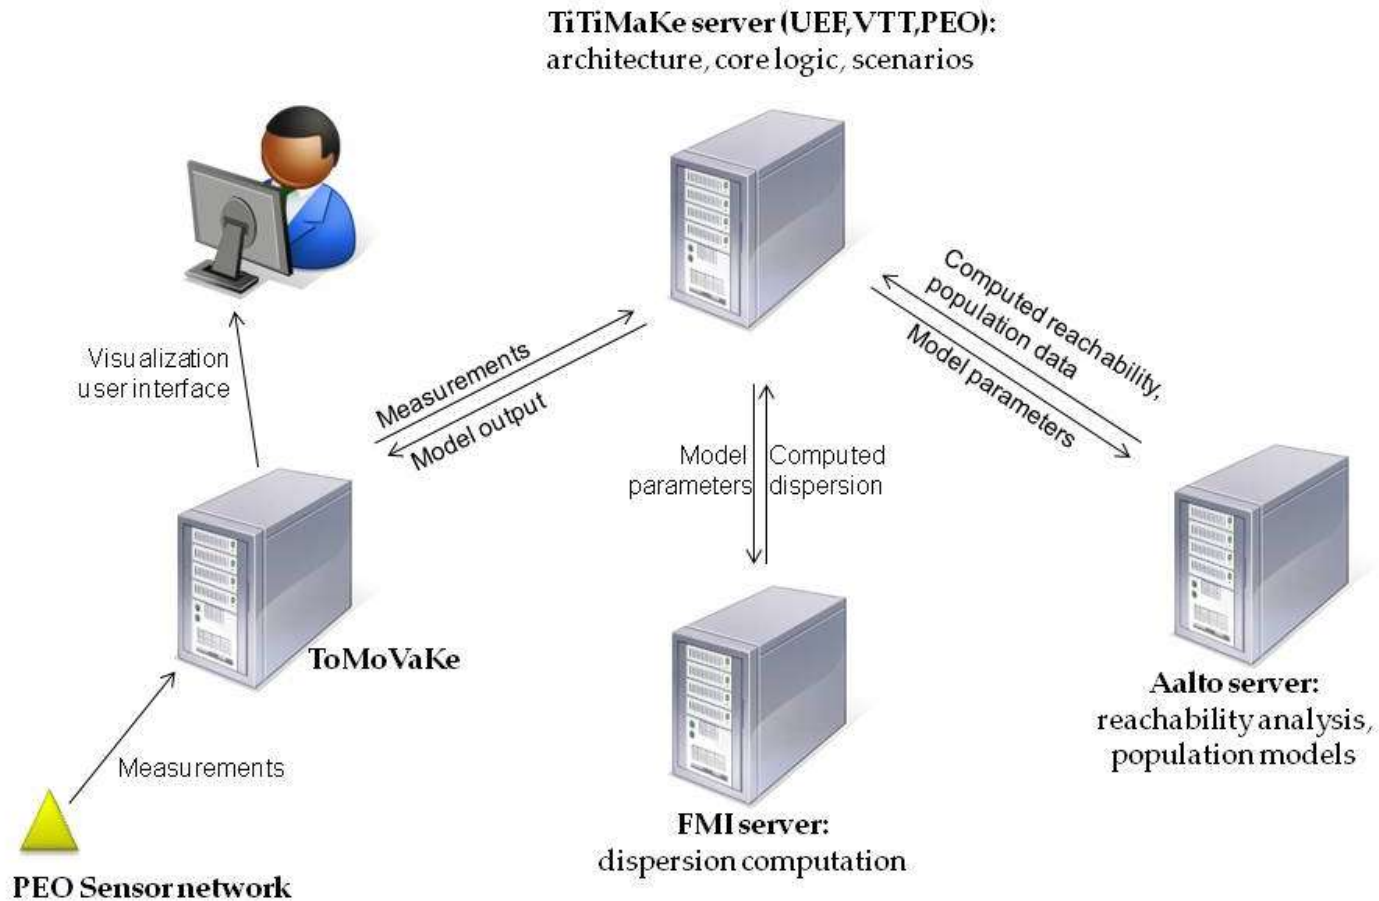 TiTiMaKe server (UEF,VTT,PEO):
architecture, core logic, scenarios
Visualization
user interface
Measurements
Model output
Computed reachability,
population data
Model parameters
Model
parameters
Computed
dispersion
ToMoVaKe
Measurements
PEO Sensor network
FMI server:
dispersion computation
Aalto server:
reachability analysis,
population models